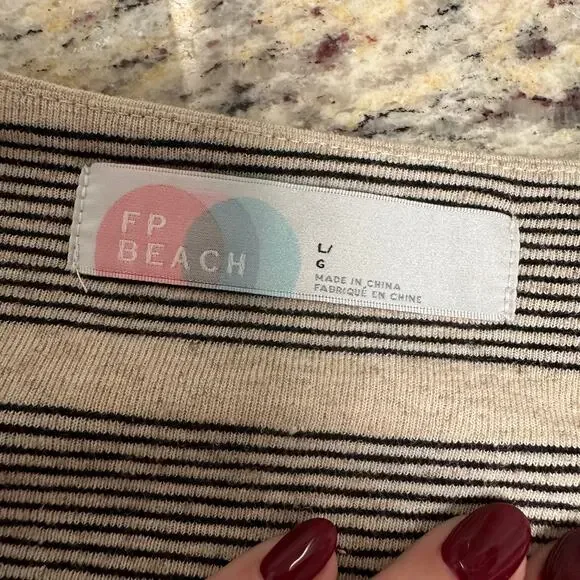 FP
BEACH
L/
G
MADE IN CHINA
FABRIQUÉ EN CHINE